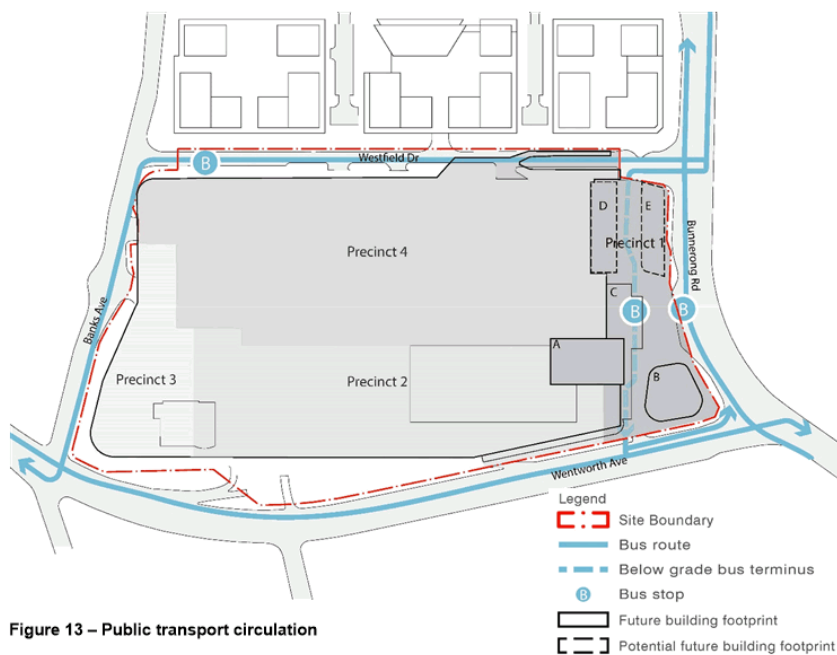 B
Westfield Dr
D
E
Precinct 4
Precinct 1
Bunnerong Rd
Banks Ave
C
B
B
A
Precinct 3
Precinct 2
B
Wentworth Ave
Legend
Site Boundary
Bus route
Below grade bus terminus
B Bus stop
Future building footprint
Potential future building footprint
Figure 13 – Public transport circulation